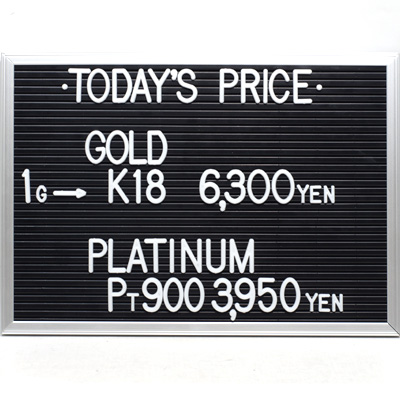 ·TODAY'S PRICE·
GOLD
1G→ K18 6,300YEN
PLATINUM
PT900 3,950YEN